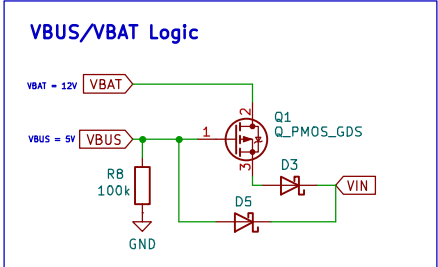 VBUS/VBAT Logic
VBAT = 12V
VBAT
2
Q1
Q_PMOS_GDS
VBUS = 5V
VBUS
1
3
D3
R8
100k
VIN
D5
GND